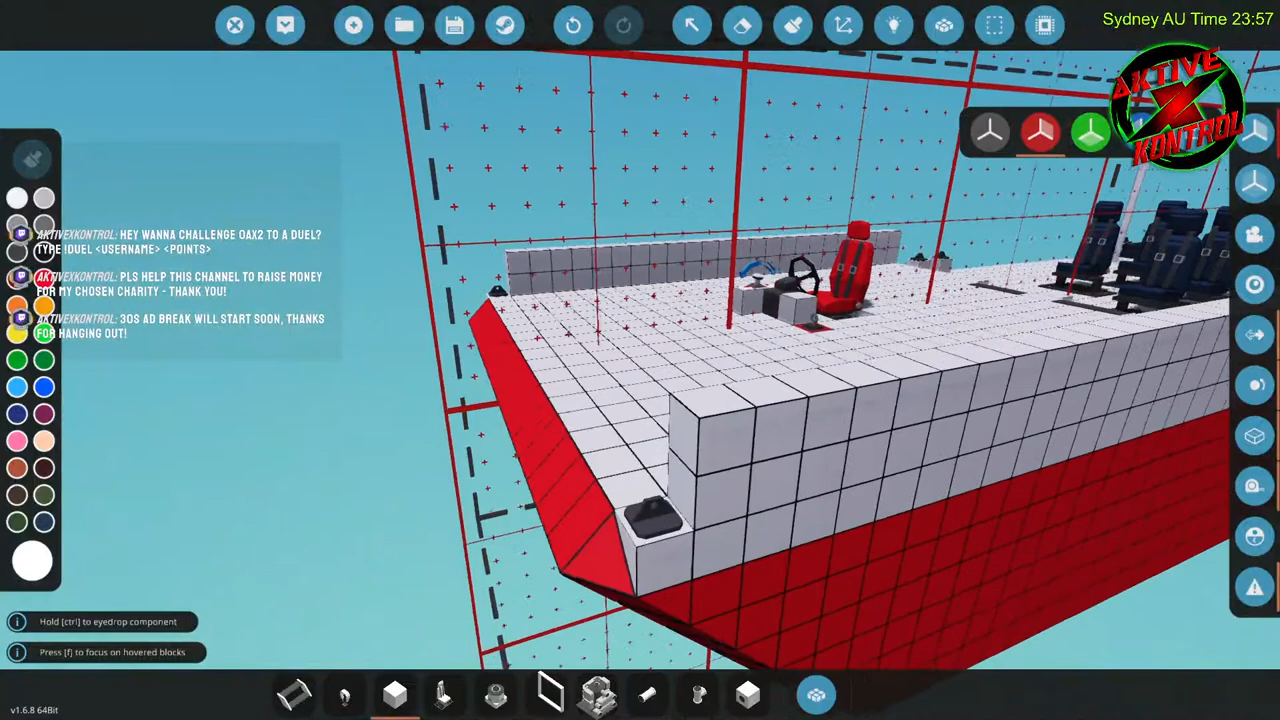 Sydney AU Time 23:57
AKTIVE
X
KONTROL
AKTIVEXKONTROL: HEY WANNA CHALLENGE OAX2 TO A DUEL?
TYPE !DUEL <USERNAME> <POINTS>
AKTIVEXKONTROL: PLS HELP THIS CHANNEL TO RAISE MONEY
FOR MY CHOSEN CHARITY - THANK YOU!
AKTIVEXKONTROL: 30S AD BREAK WILL START SOON, THANKS
FOR HANGING OUT!
Hold [ctrl] to eyedrop component
Press [f] to focus on hovered blocks
v1.6.8 64Bit